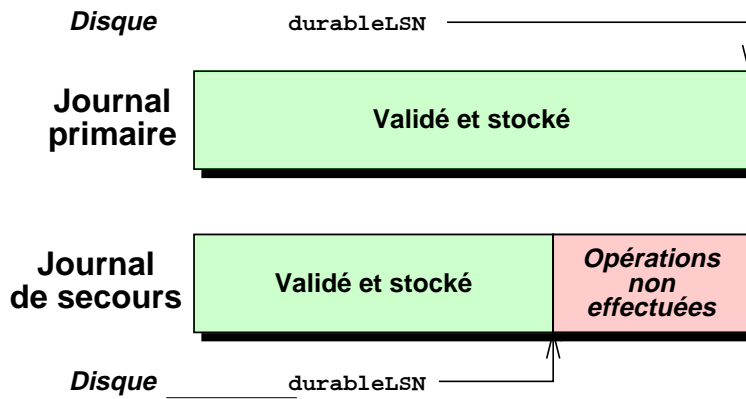 Disque durableLSN
Journal
primaire
Validé et stocké
Journal
de secours
Validé et stocké
Opérations
non
effectuées
Disque durableLSN